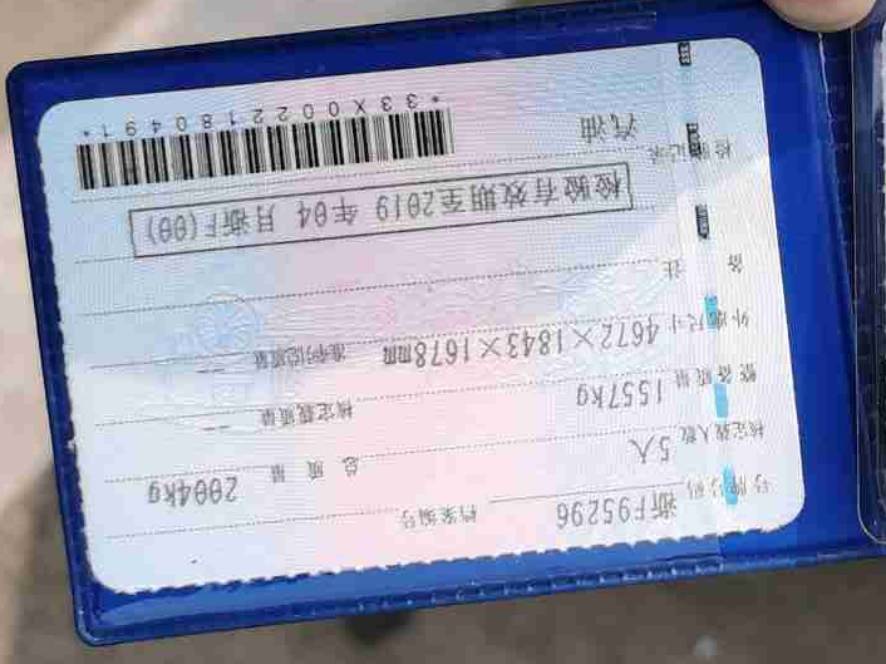 号牌号码 浙F95296 档案编号
核定载人数 5人 总质量 2004kg
整备质量 1557kg 核定载质量 --
外廓尺寸 4672×1843×1678mm 准牵引总质量 --
备注
检验有效期至2019年04月浙F(00)
检验记录
汽油
*33X0022180491*